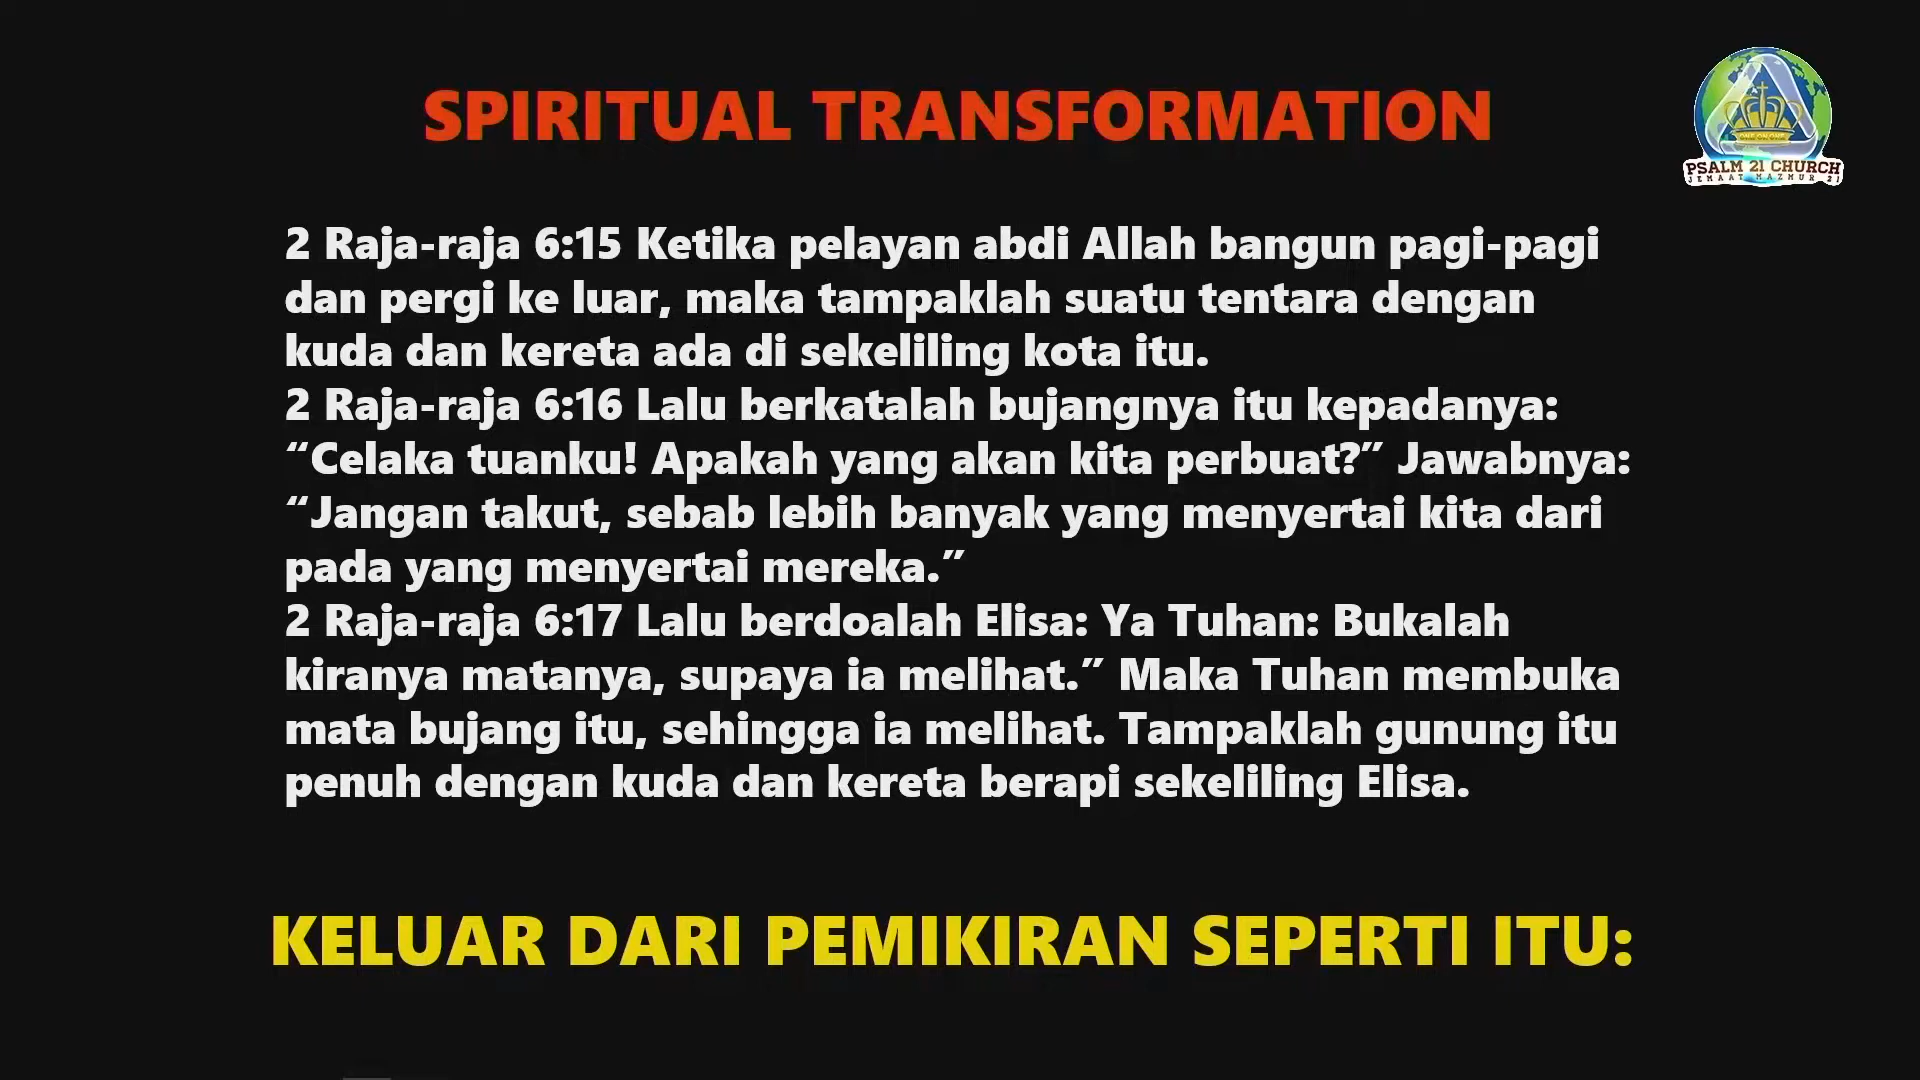 SPIRITUAL TRANSFORMATION
ONE ON ONE
PSALM 21 CHURCH
JEMAAT MAZMUR 21
2 Raja-raja 6:15 Ketika pelayan abdi Allah bangun pagi-pagi
dan pergi ke luar, maka tampaklah suatu tentara dengan
kuda dan kereta ada di sekeliling kota itu.
2 Raja-raja 6:16 Lalu berkatalah bujangnya itu kepadanya:
“Celaka tuanku! Apakah yang akan kita perbuat?” Jawabnya:
“Jangan takut, sebab lebih banyak yang menyertai kita dari
pada yang menyertai mereka.”
2 Raja-raja 6:17 Lalu berdoalah Elisa: Ya Tuhan: Bukalah
kiranya matanya, supaya ia melihat.” Maka Tuhan membuka
mata bujang itu, sehingga ia melihat. Tampaklah gunung itu
penuh dengan kuda dan kereta berapi sekeliling Elisa.
KELUAR DARI PEMIKIRAN SEPERTI ITU: